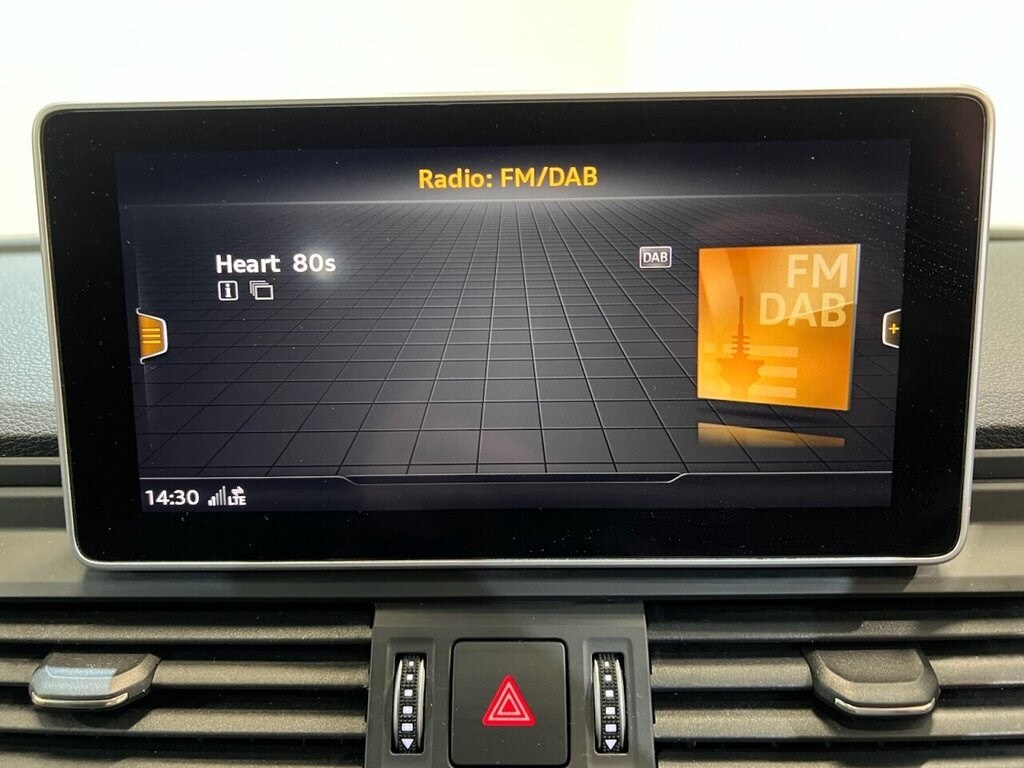 Radio: FM/DAB
Heart 80s
DAB
FM
DAB
14:30 LTE